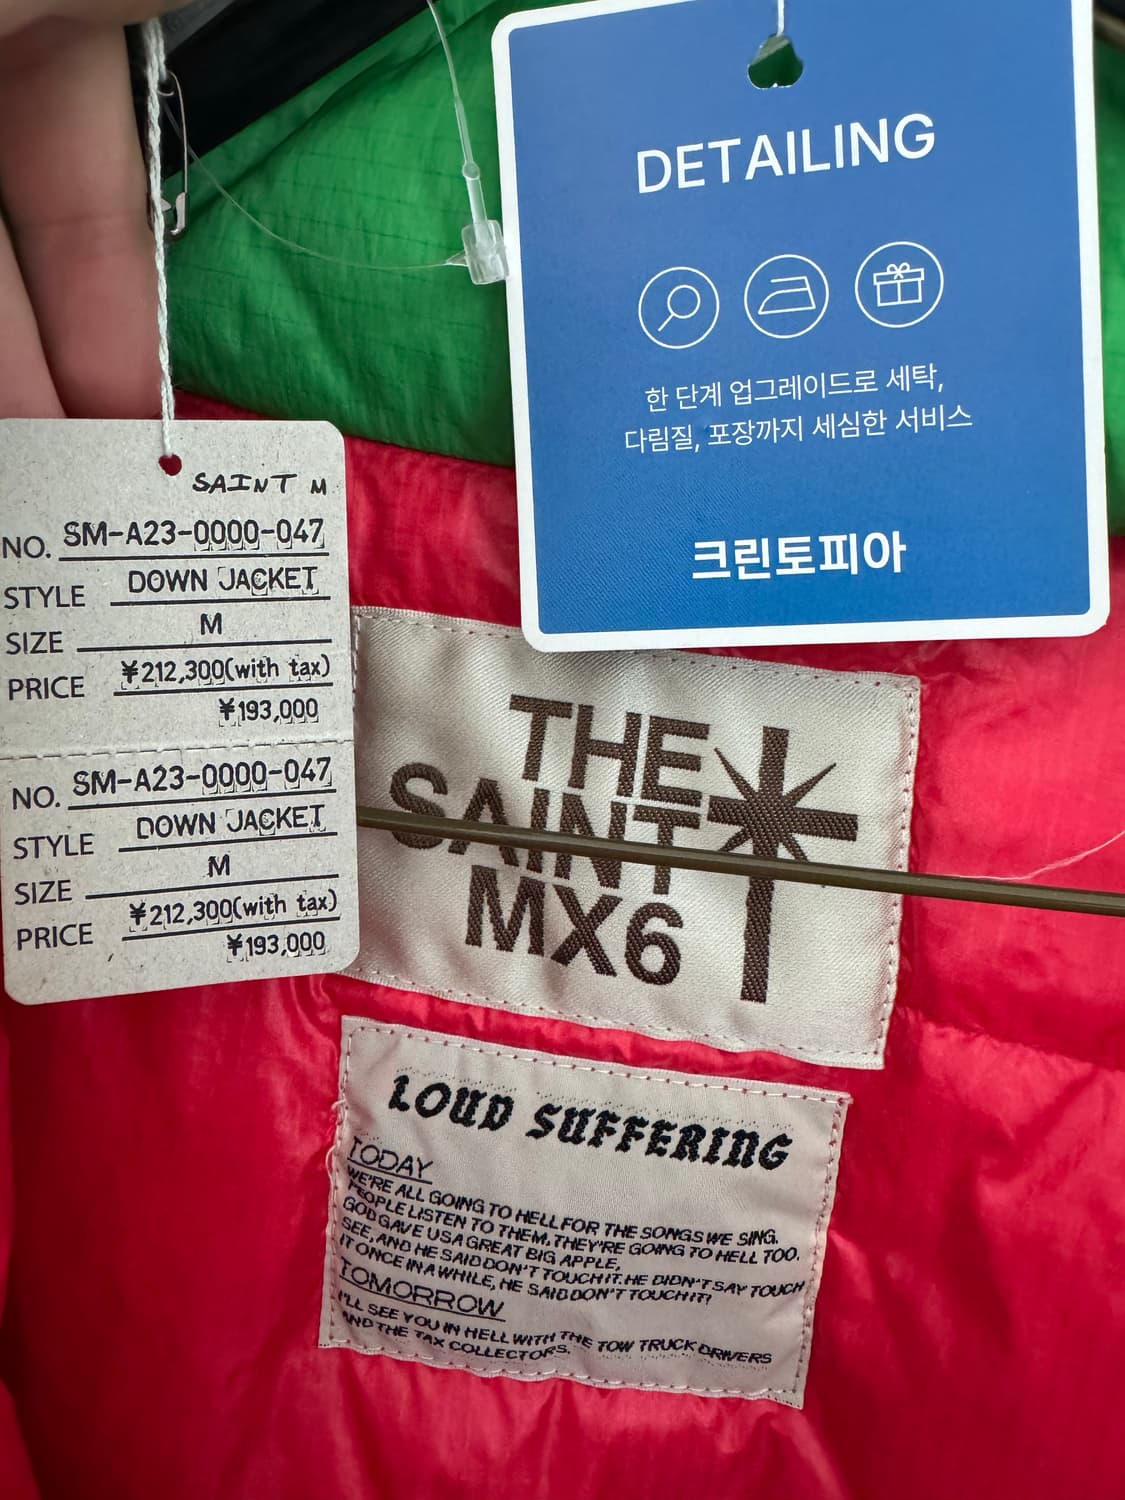 DETAILING
한 단계 업그레이드로 세탁,
다림질, 포장까지 세심한 서비스
크린토피아
SAINT M
NO. SM-A23-0000-047
STYLE DOWN JACKET
SIZE M
PRICE ¥212,300(with tax)
¥193,000
NO. SM-A23-0000-047
STYLE DOWN JACKET
SIZE M
PRICE ¥212,300(with tax)
¥193,000
THE
SAINT
MX6
LOUD SUFFERING
TODAY
WE'RE ALL GOING TO HELL FOR THE SONGS WE SING.
PEOPLE LISTEN TO THEM, THEY'RE GOING TO HELL TOO.
GOD GAVE US A GREAT BIG APPLE,
SEE, AND HE SAID DON'T TOUCH IT. HE DIDN'T SAY TOUCH
IT ONCE IN A WHILE, HE SAID DON'T TOUCH IT!
TOMORROW
I'LL SEE YOU IN HELL WITH THE TOW TRUCK DRIVERS
AND THE TAX COLLECTORS.